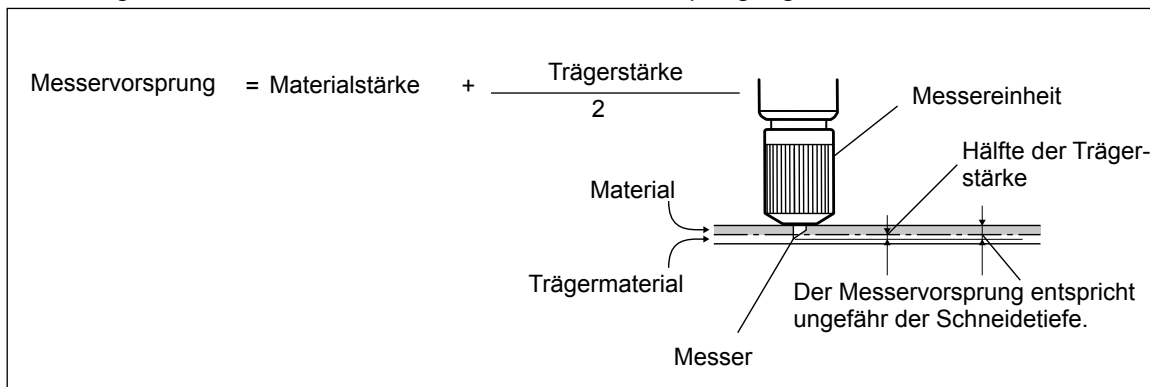 Messervorsprung = Materialstärke + Trägerstärke
2
Messereinheit
Hälfte der Träger-
stärke
Material
Trägermaterial
Der Messervorsprung entspricht
ungefähr der Schneidetiefe.
Messer